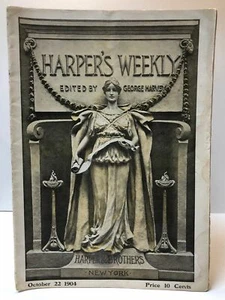 HARPER'S WEEKLY
EDITED BY GEORGE HARVEY
HARPER & BROTHERS
NEW YORK
October 22 1904 Price 10 Cents